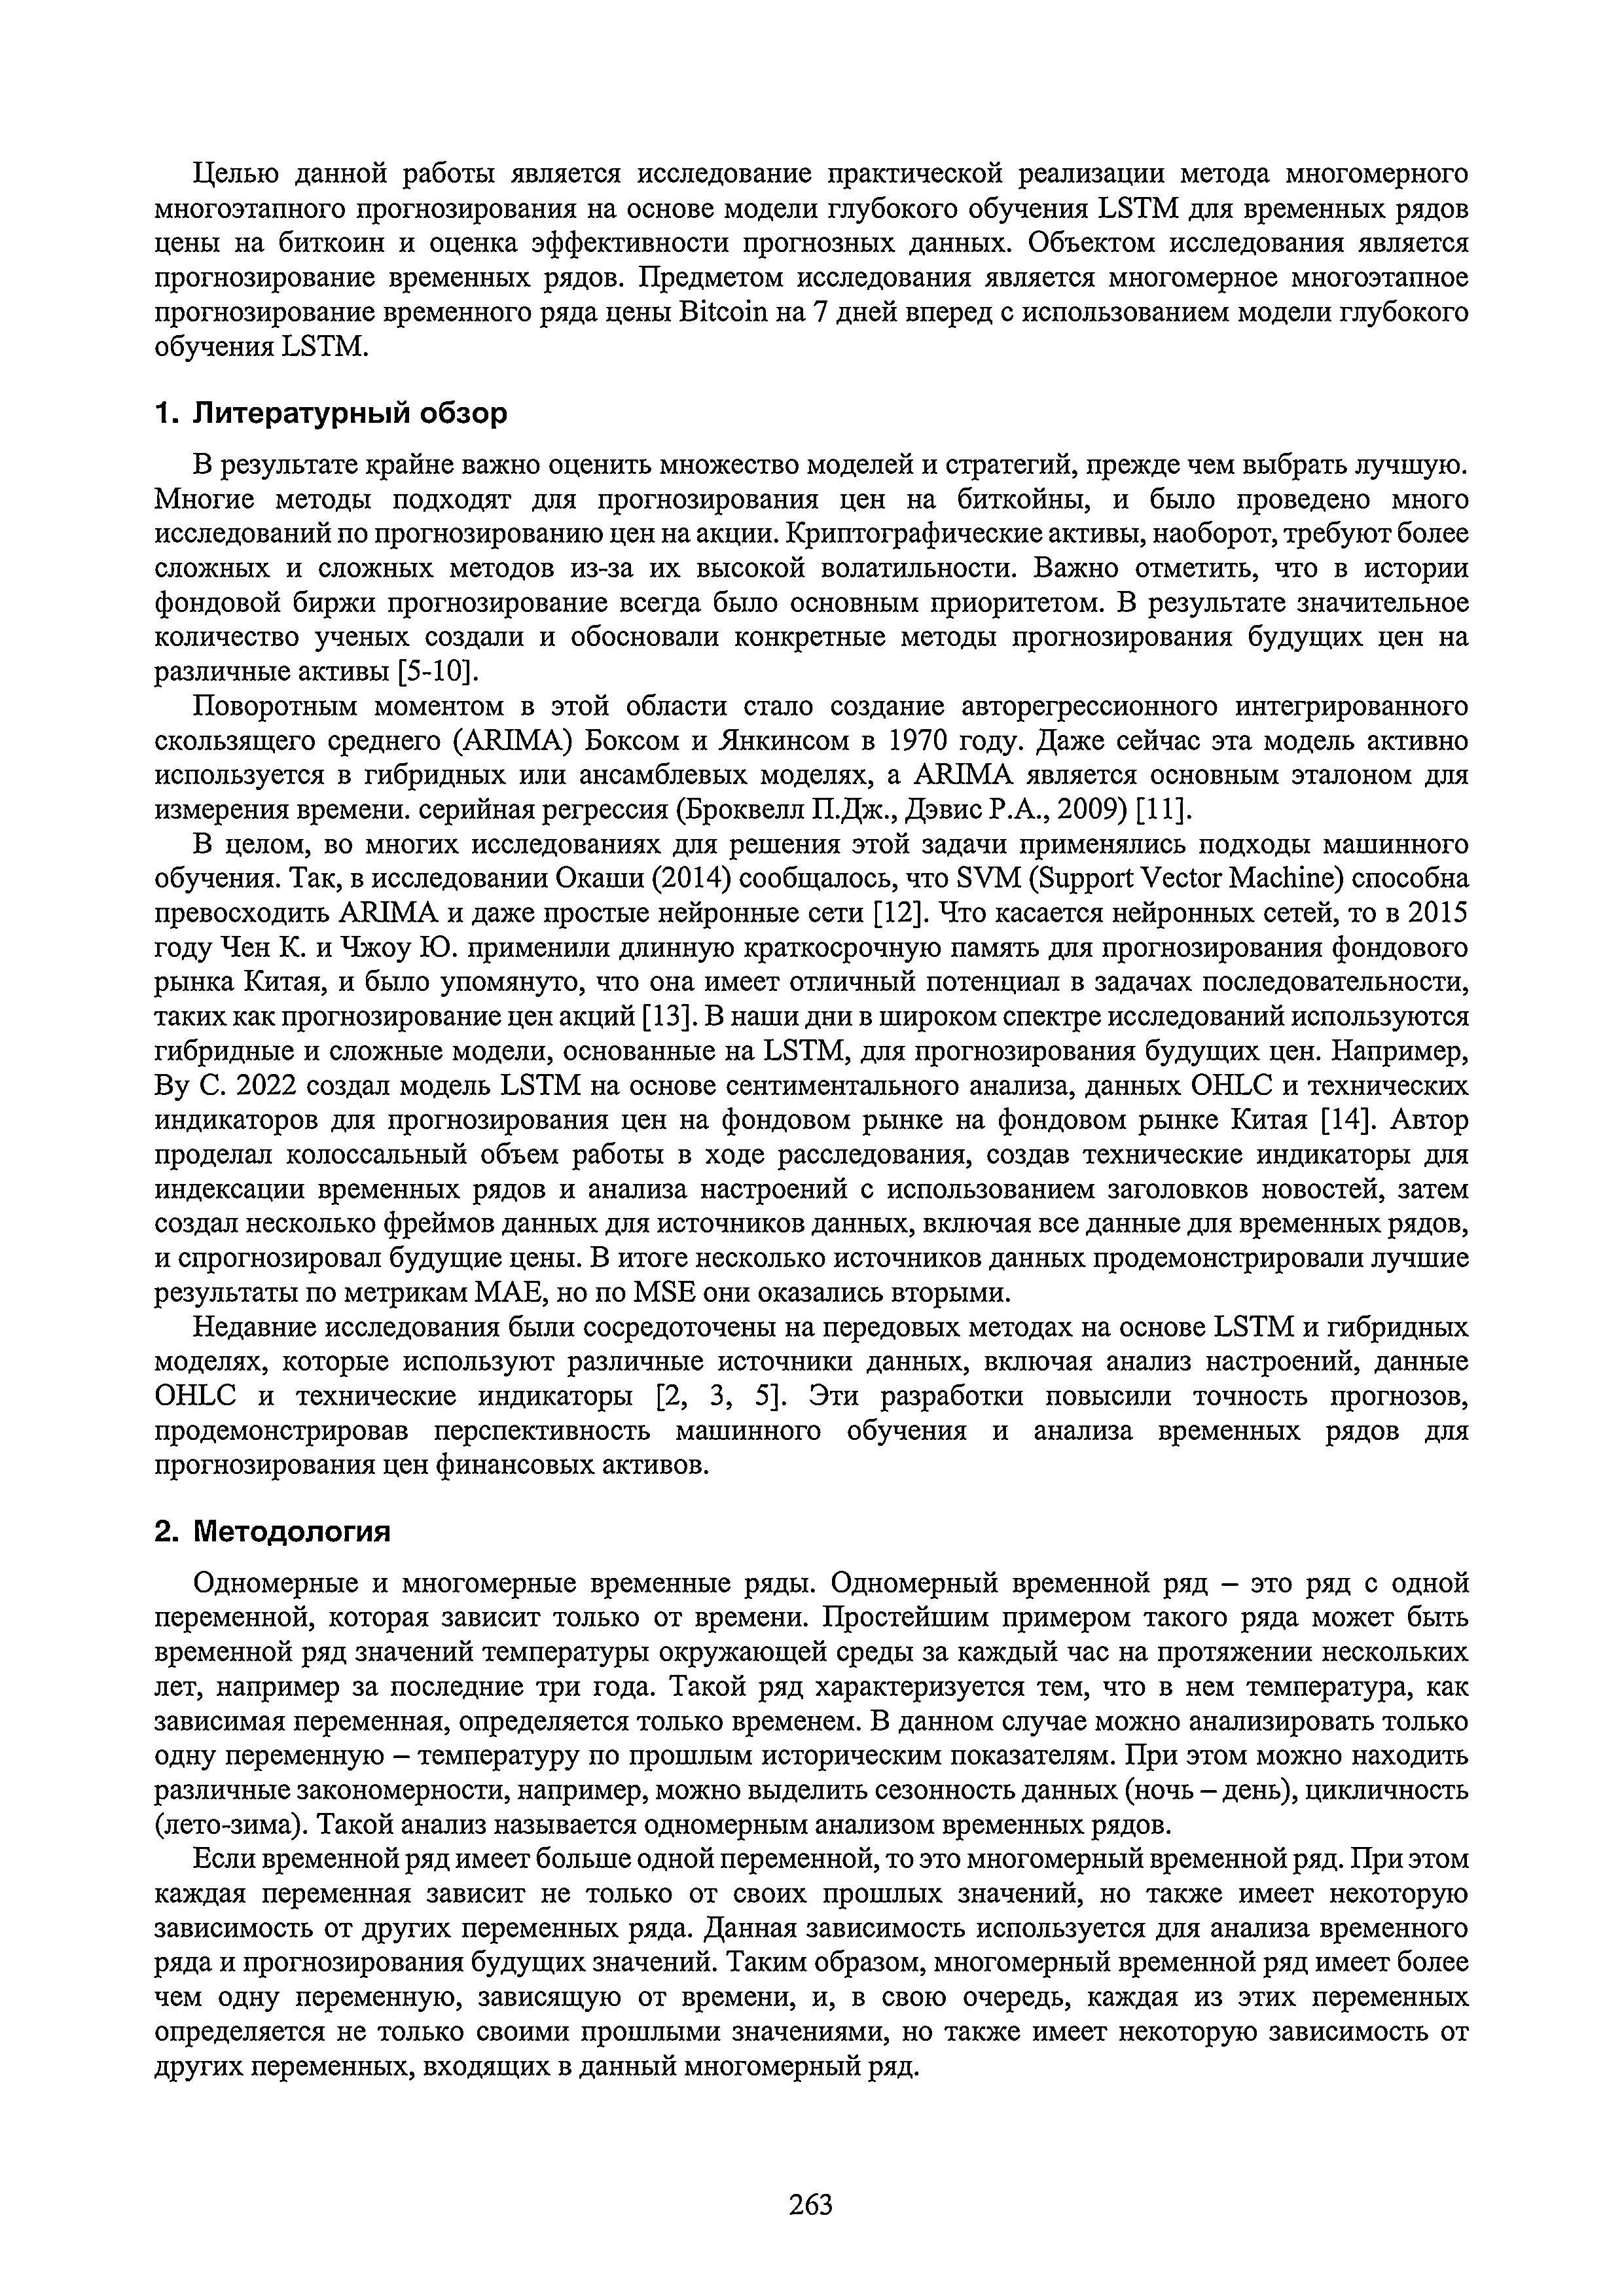 Целью данной работы является исследование практической реализации метода многомерного
многоэтапного прогнозирования на основе модели глубокого обучения LSTM для временных рядов
цены на биткоин и оценка эффективности прогнозных данных. Объектом исследования является
прогнозирование временных рядов. Предметом исследования является многомерное многоэтапное
прогнозирование временного ряда цены Bitcoin на 7 дней вперед с использованием модели глубокого
обучения LSTM.
1. Литературный обзор
В результате крайне важно оценить множество моделей и стратегий, прежде чем выбрать лучшую.
Многие методы подходят для прогнозирования цен на биткойны, и было проведено много
исследований по прогнозированию цен на акции. Криптографические активы, наоборот, требуют более
сложных и сложных методов из-за их высокой волатильности. Важно отметить, что в истории
фондовой биржи прогнозирование всегда было основным приоритетом. В результате значительное
количество ученых создали и обосновали конкретные методы прогнозирования будущих цен на
различные активы [5-10].
Поворотным моментом в этой области стало создание авторегрессионного интегрированного
скользящего среднего (ARIMA) Боксом и Янкинсом в 1970 году. Даже сейчас эта модель активно
используется в гибридных или ансамблевых моделях, а ARIMA является основным эталоном для
измерения времени. серийная регрессия (Броквелл П.Дж., Дэвис Р.А., 2009) [11].
В целом, во многих исследованиях для решения этой задачи применялись подходы машинного
обучения. Так, в исследовании Окаши (2014) сообщалось, что SVM (Support Vector Machine) способна
превосходить ARIMA и даже простые нейронные сети [12]. Что касается нейронных сетей, то в 2015
году Чен К. и Чжоу Ю. применили длинную краткосрочную память для прогнозирования фондового
рынка Китая, и было упомянуто, что она имеет отличный потенциал в задачах последовательности,
таких как прогнозирование цен акций [13]. В наши дни в широком спектре исследований используются
гибридные и сложные модели, основанные на LSTM, для прогнозирования будущих цен. Например,
Ву С. 2022 создал модель LSTM на основе сентиментального анализа, данных OHLC и технических
индикаторов для прогнозирования цен на фондовом рынке на фондовом рынке Китая [14]. Автор
проделал колоссальный объем работы в ходе расследования, создав технические индикаторы для
индексации временных рядов и анализа настроений с использованием заголовков новостей, затем
создал несколько фреймов данных для источников данных, включая все данные для временных рядов,
и спрогнозировал будущие цены. В итоге несколько источников данных продемонстрировали лучшие
результаты по метрикам MAE, но по MSE они оказались вторыми.
Недавние исследования были сосредоточены на передовых методах на основе LSTM и гибридных
моделях, которые используют различные источники данных, включая анализ настроений, данные
OHLC и технические индикаторы [2, 3, 5]. Эти разработки повысили точность прогнозов,
продемонстрировав перспективность машинного обучения и анализа временных рядов для
прогнозирования цен финансовых активов.
2. Методология
Одномерные и многомерные временные ряды. Одномерный временной ряд – это ряд с одной
переменной, которая зависит только от времени. Простейшим примером такого ряда может быть
временной ряд значений температуры окружающей среды за каждый час на протяжении нескольких
лет, например за последние три года. Такой ряд характеризуется тем, что в нем температура, как
зависимая переменная, определяется только временем. В данном случае можно анализировать только
одну переменную – температуру по прошлым историческим показателям. При этом можно находить
различные закономерности, например, можно выделить сезонность данных (ночь – день), цикличность
(лето-зима). Такой анализ называется одномерным анализом временных рядов.
Если временной ряд имеет больше одной переменной, то это многомерный временной ряд. При этом
каждая переменная зависит не только от своих прошлых значений, но также имеет некоторую
зависимость от других переменных ряда. Данная зависимость используется для анализа временного
ряда и прогнозирования будущих значений. Таким образом, многомерный временной ряд имеет более
чем одну переменную, зависящую от времени, и, в свою очередь, каждая из этих переменных
определяется не только своими прошлыми значениями, но также имеет некоторую зависимость от
других переменных, входящих в данный многомерный ряд.
263